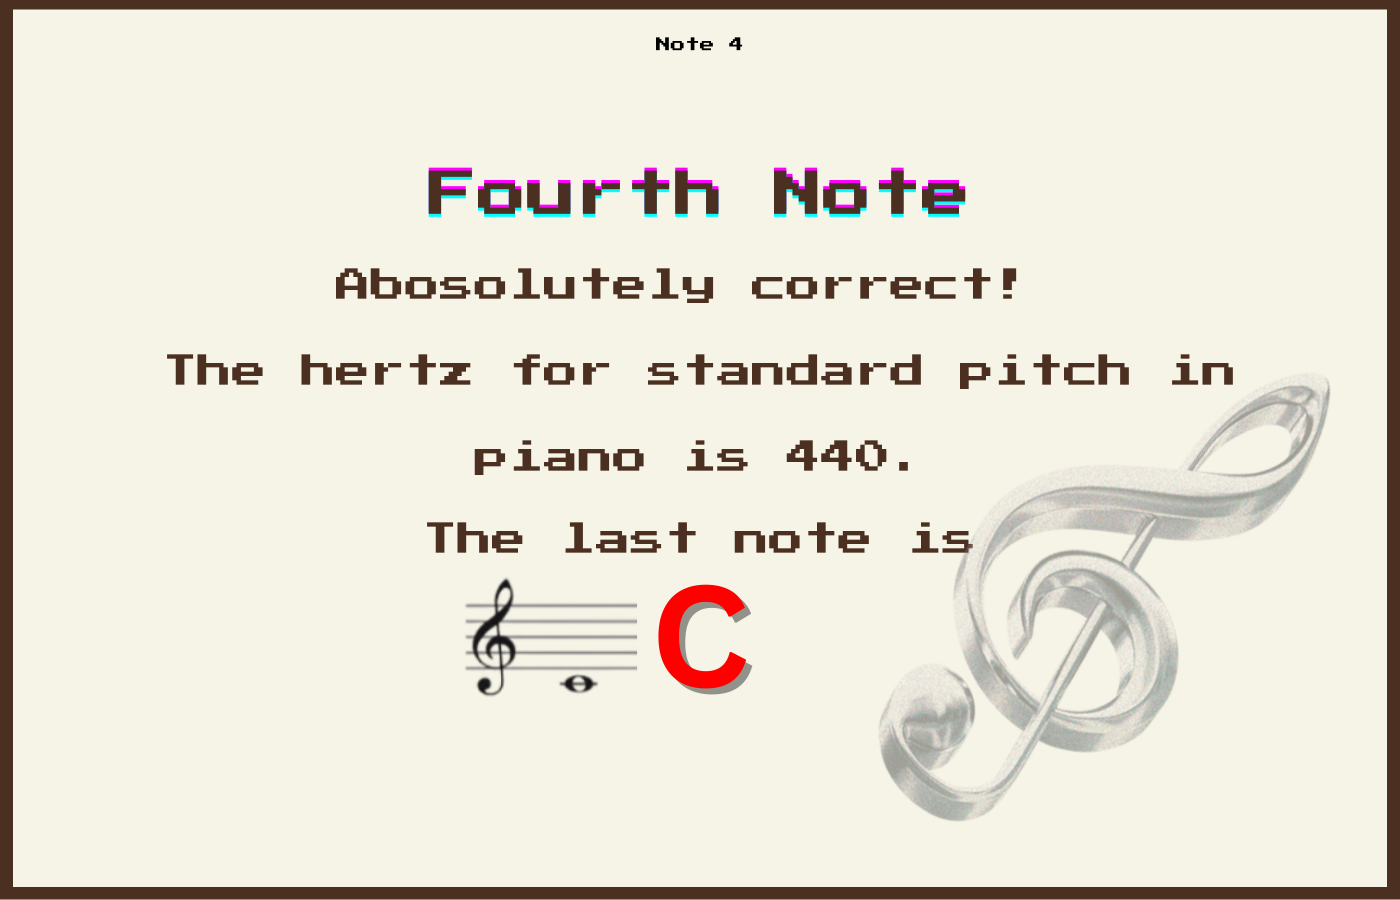 Note 4
Fourth Note
Abosolutely correct!
The hertz for standard pitch in
piano is 440.
The last note is
C